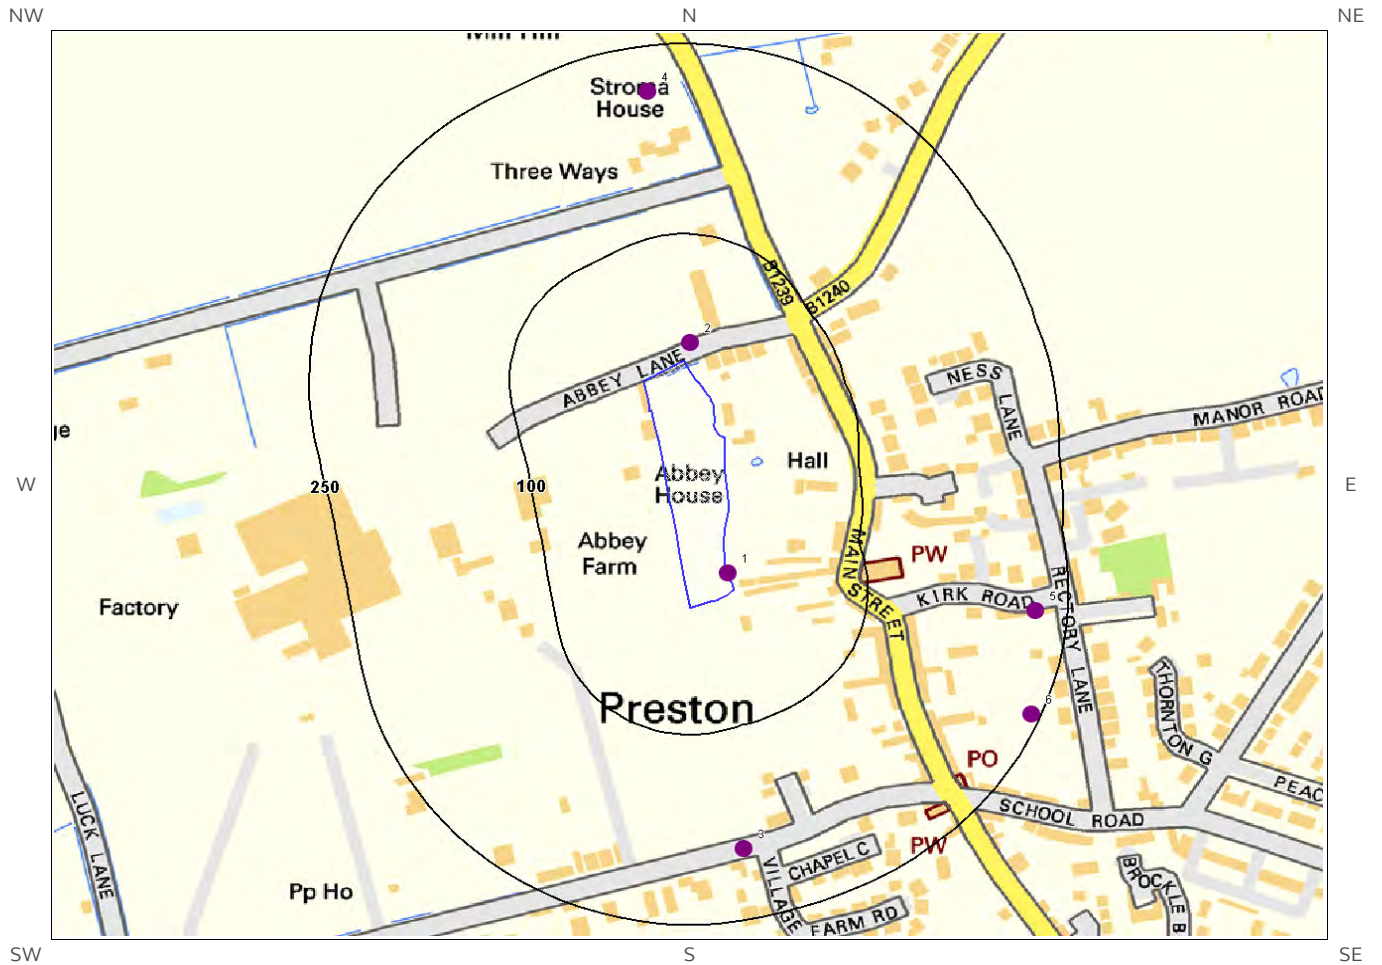 NW
N
NE
Stroma
4
House
Three Ways
B1239
B1240
2
ABBEY LANE
NESS
LANE
MANOR ROAD
W
250
100
Abbey
House
Hall
E
Abbey
Farm
1
MAIN STREET
PW
Factory
KIRK ROAD
5
RECTORY LANE
6
Preston
THORNTON G
PO
PEAC
LUCK LANE
SCHOOL ROAD
3
PW
VILLAGE
CHAPEL C
BROCKLE B
Pp Ho
FARM RD
SW
S
SE